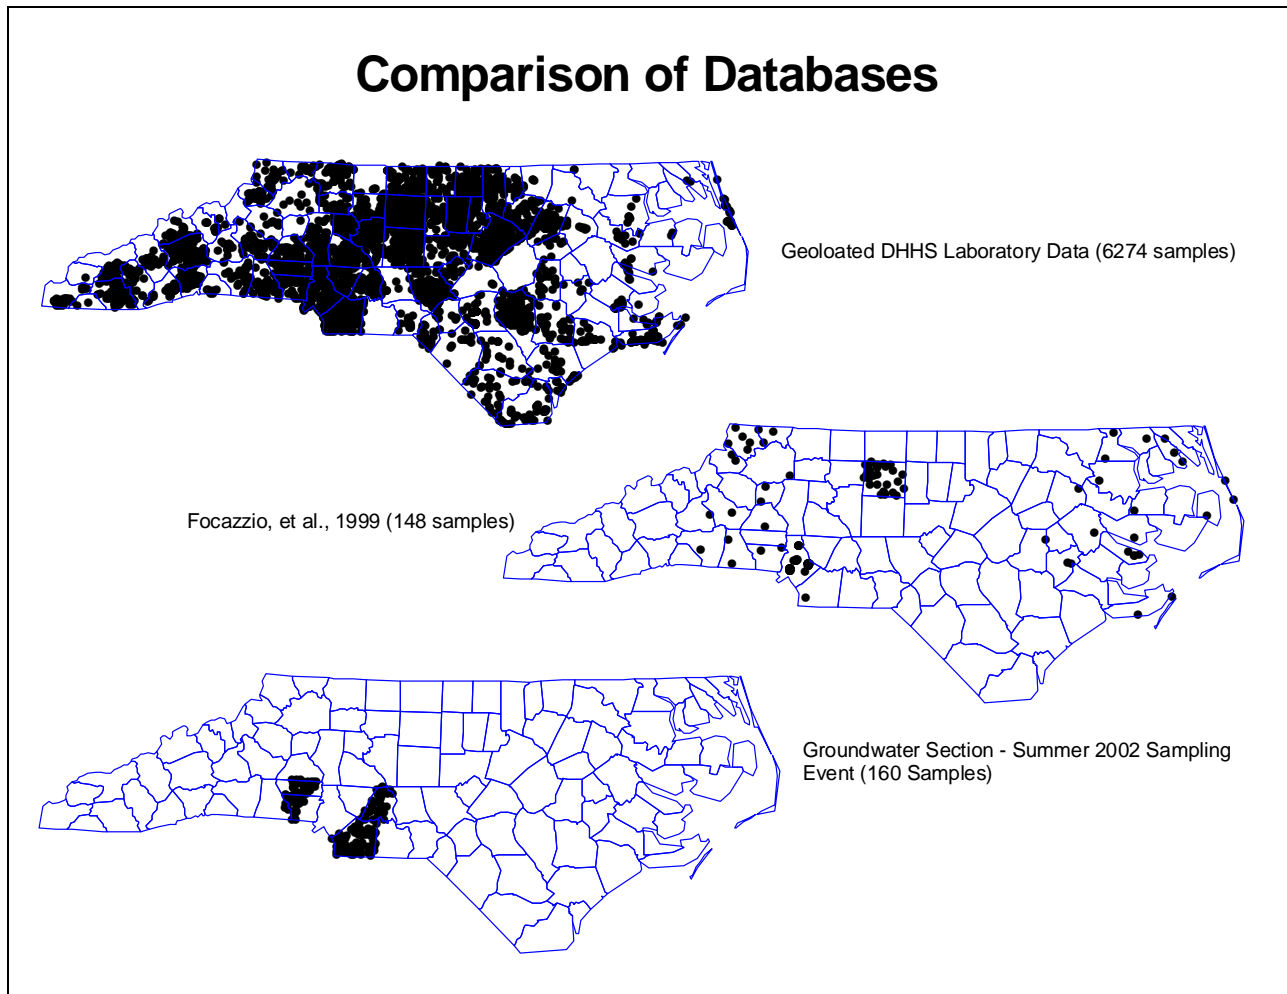 Comparison of Databases
Geoloated DHHS Laboratory Data (6274 samples)
Focazzio, et al., 1999 (148 samples)
Groundwater Section - Summer 2002 Sampling
Event (160 Samples)